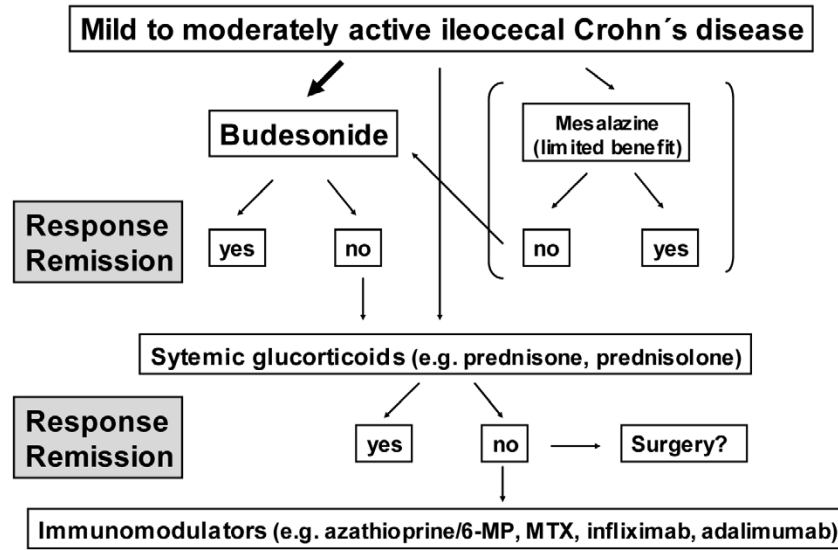 Mild to moderately active ileocecal Crohn´s disease
Budesonide
Mesalazine
(limited benefit)
Response
Remission
yes
no
no
yes
Sytemic glucorticoids (e.g. prednisone, prednisolone)
Response
Remission
yes
no
Surgery?
Immunomodulators (e.g. azathioprine/6-MP, MTX, infliximab, adalimumab)